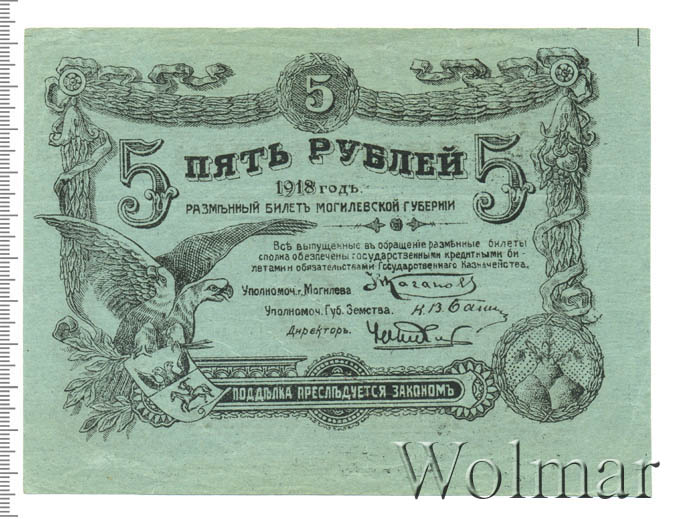 5
5 ПЯТЬ РУБЛЕЙ 5
1918 годъ.
РАЗМѢННЫЙ БИЛЕТЪ МОГИЛЕВСКОЙ ГУБЕРНІИ
Всѣ выпущенные въ обращеніе размѣнные билеты
сполна обезпечены государственными кредитными би-
летами и обязательствами Государственнаго Казначейства.
Уполномоч. г. Могилева
Уполномоч. Губ. Земства.
Директоръ.
ПОДДѢЛКА ПРЕСЛѢДУЕТСЯ ЗАКОНОМЪ
Wolmar